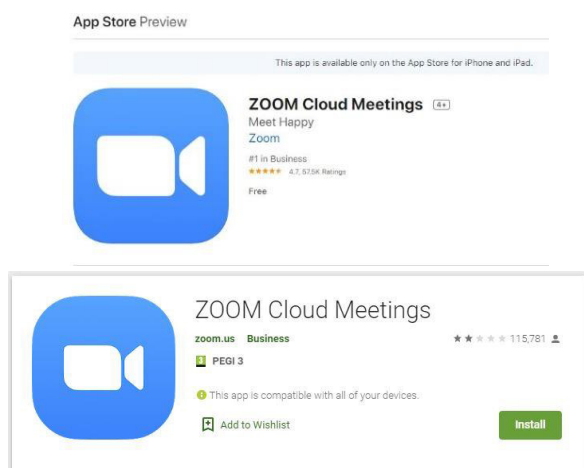 App Store Preview
This app is available only on the App Store for iPhone and iPad.
ZOOM Cloud Meetings 4+
Meet Happy
Zoom
#1 in Business
★★★★★ 4.7, 57.5K Ratings
Free
ZOOM Cloud Meetings
zoom.us Business ★★★★★ 115,781
3 PEGI 3
This app is compatible with all of your devices.
Add to Wishlist Install